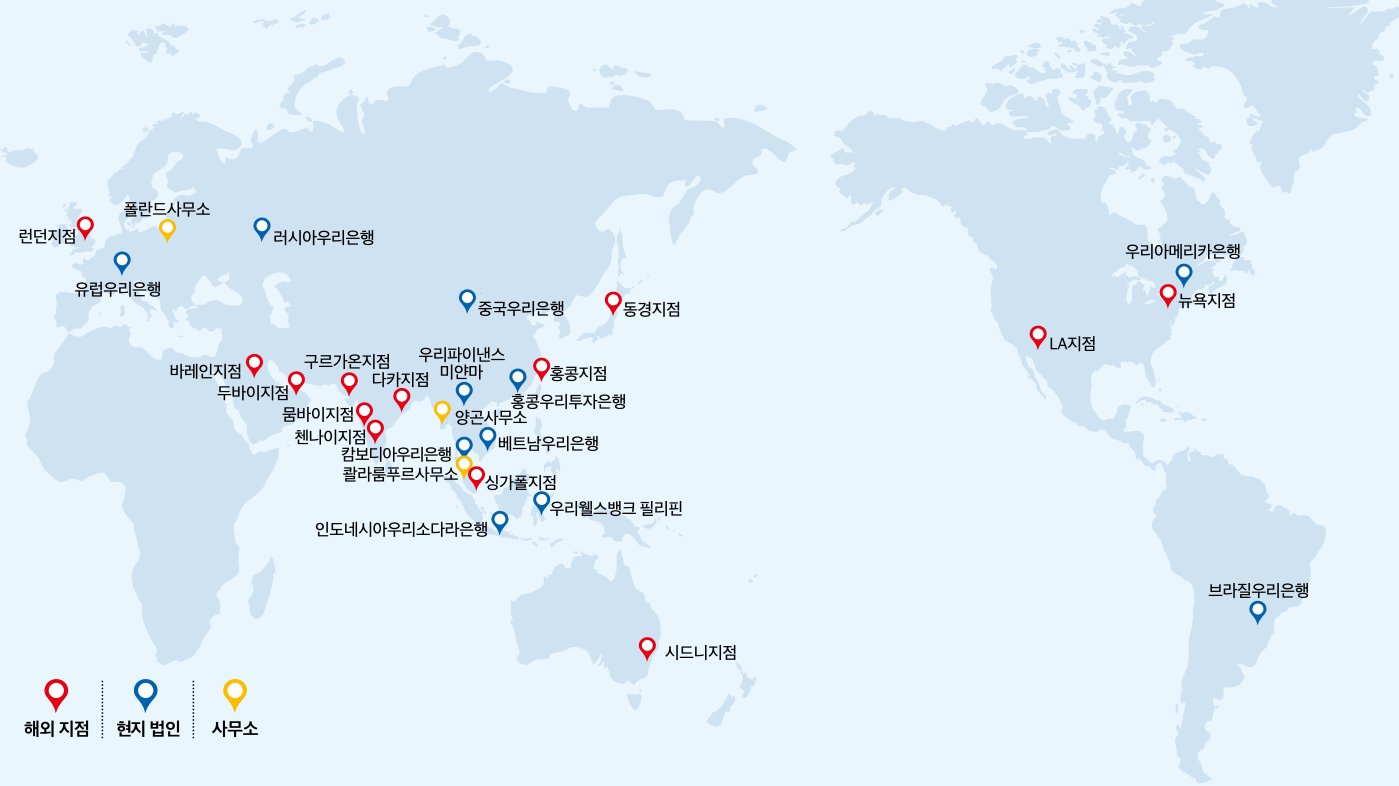 폴란드사무소
런던지점
러시아우리은행
유럽우리은행
중국우리은행
동경지점
우리아메리카은행
뉴욕지점
LA지점
바레인지점
두바이지점
구르가온지점
다카지점
우리파이낸스
미얀마
홍콩지점
홍콩우리투자은행
뭄바이지점
첸나이지점
양곤사무소
베트남우리은행
캄보디아우리은행
콸라룸푸르사무소
싱가폴지점
우리웰스뱅크 필리핀
인도네시아우리소다라은행
브라질우리은행
시드니지점
해외 지점
현지 법인
사무소